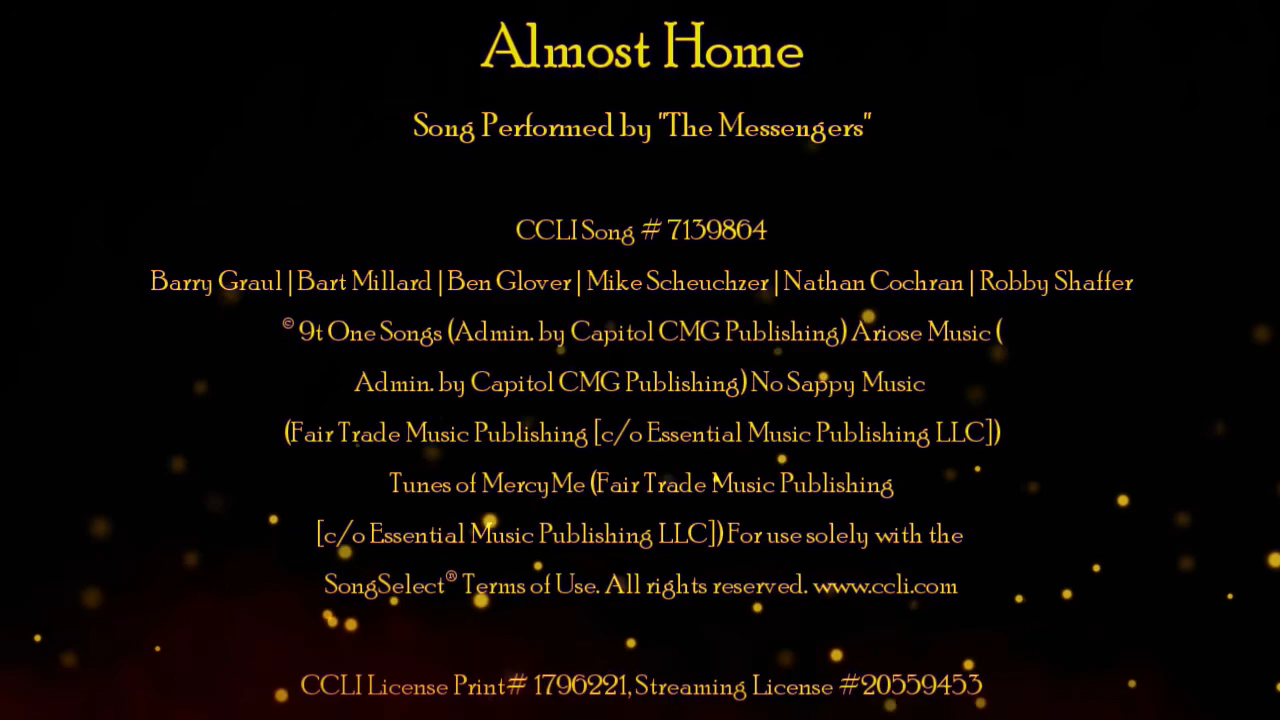 Almost Home
Song Performed by "The Messengers"
CCLI Song # 7139864
Barry Graul | Bart Millard | Ben Glover | Mike Scheuchzer | Nathan Cochran | Robby Shaffer
© 9t One Songs (Admin. by Capitol CMG Publishing) Ariose Music (
Admin. by Capitol CMG Publishing) No Sappy Music
(Fair Trade Music Publishing [c/o Essential Music Publishing LLC])
Tunes of MercyMe (Fair Trade Music Publishing
[c/o Essential Music Publishing LLC]) For use solely with the
SongSelect® Terms of Use. All rights reserved. www.ccli.com
CCLI License Print# 1796221, Streaming License #20559453